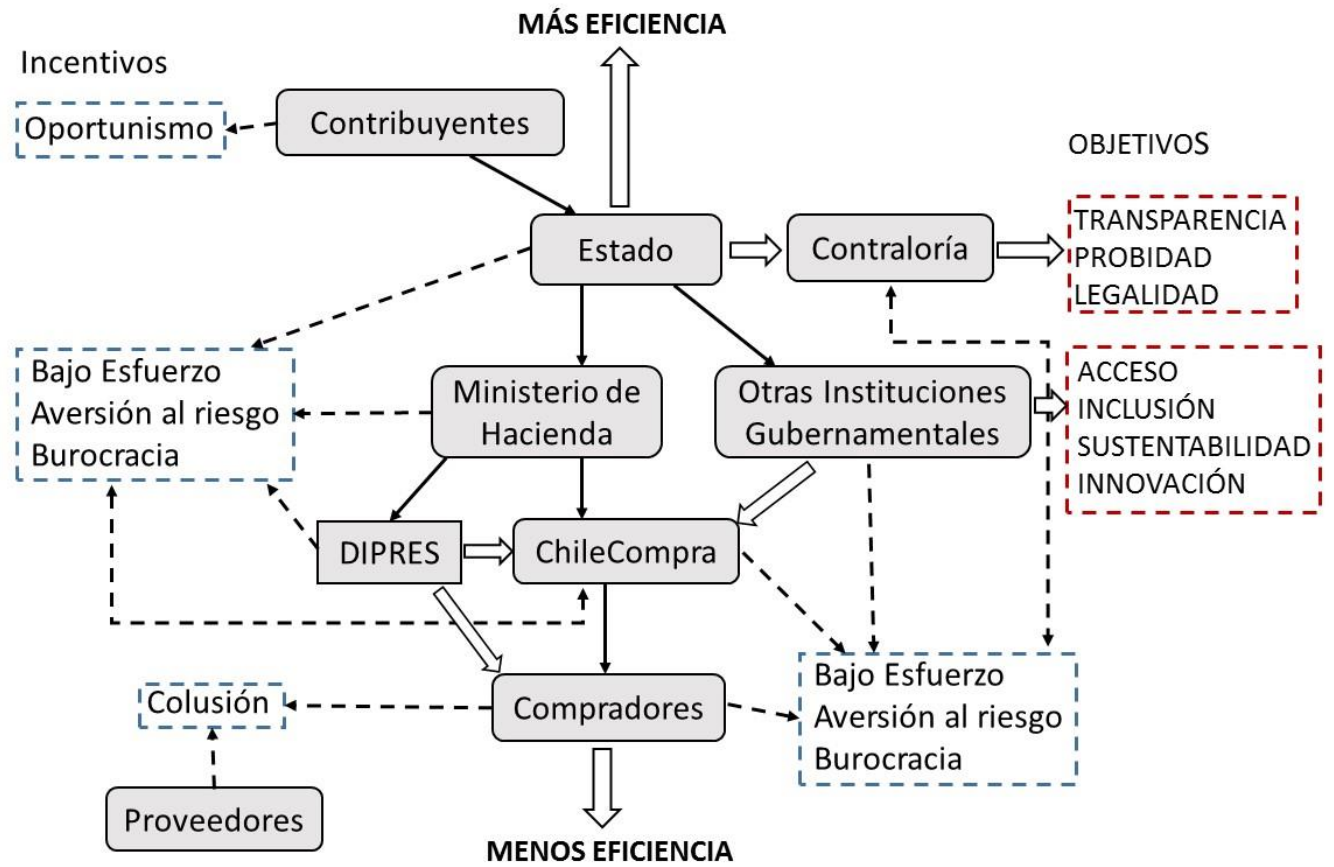 MÁS EFICIENCIA
Incentivos
Oportunismo
Contribuyentes
OBJETIVOS
TRANSPARENCIA
PROBIDAD
LEGALIDAD
Estado
Contraloría
Bajo Esfuerzo
Aversión al riesgo
Burocracia
Ministerio de
Hacienda
Otras Instituciones
Gubernamentales
ACCESO
INCLUSIÓN
SUSTENTABILIDAD
INNOVACIÓN
DIPRES
ChileCompra
Colusión
Compradores
Bajo Esfuerzo
Aversión al riesgo
Burocracia
Proveedores
MENOS EFICIENCIA